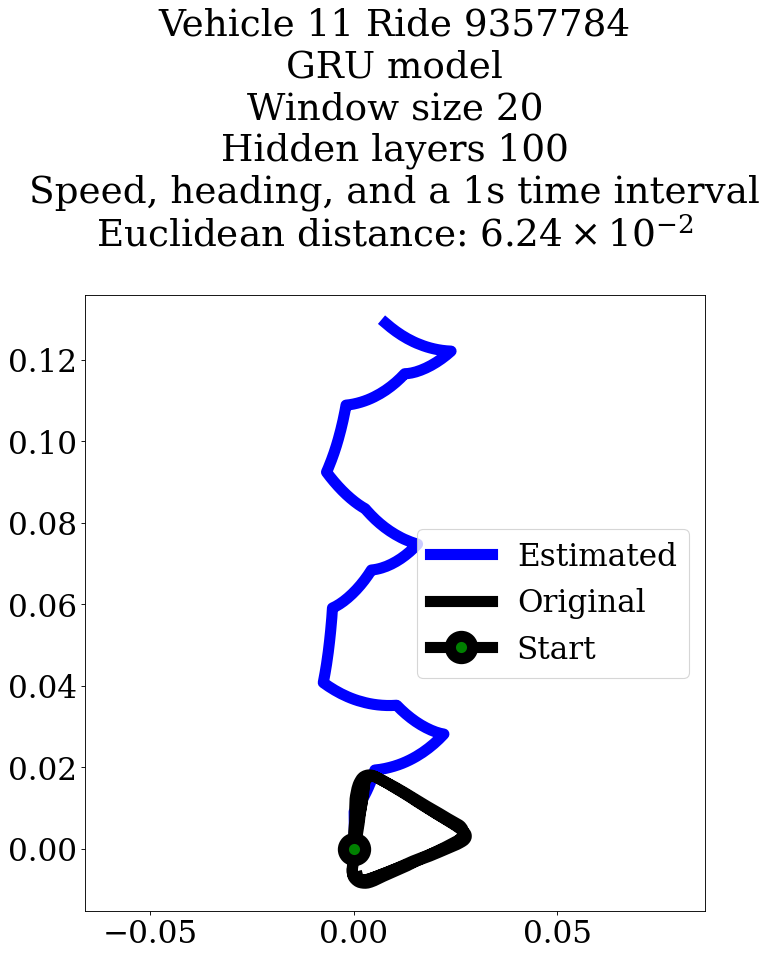 Vehicle 11 Ride 9357784
GRU model
Window size 20
Hidden layers 100
Speed, heading, and a 1s time interval
Euclidean distance: 6.24 × 10⁻²
0.12
0.10
0.08
0.06
0.04
0.02
0.00
Estimated
Original
Start
−0.05
0.00
0.05